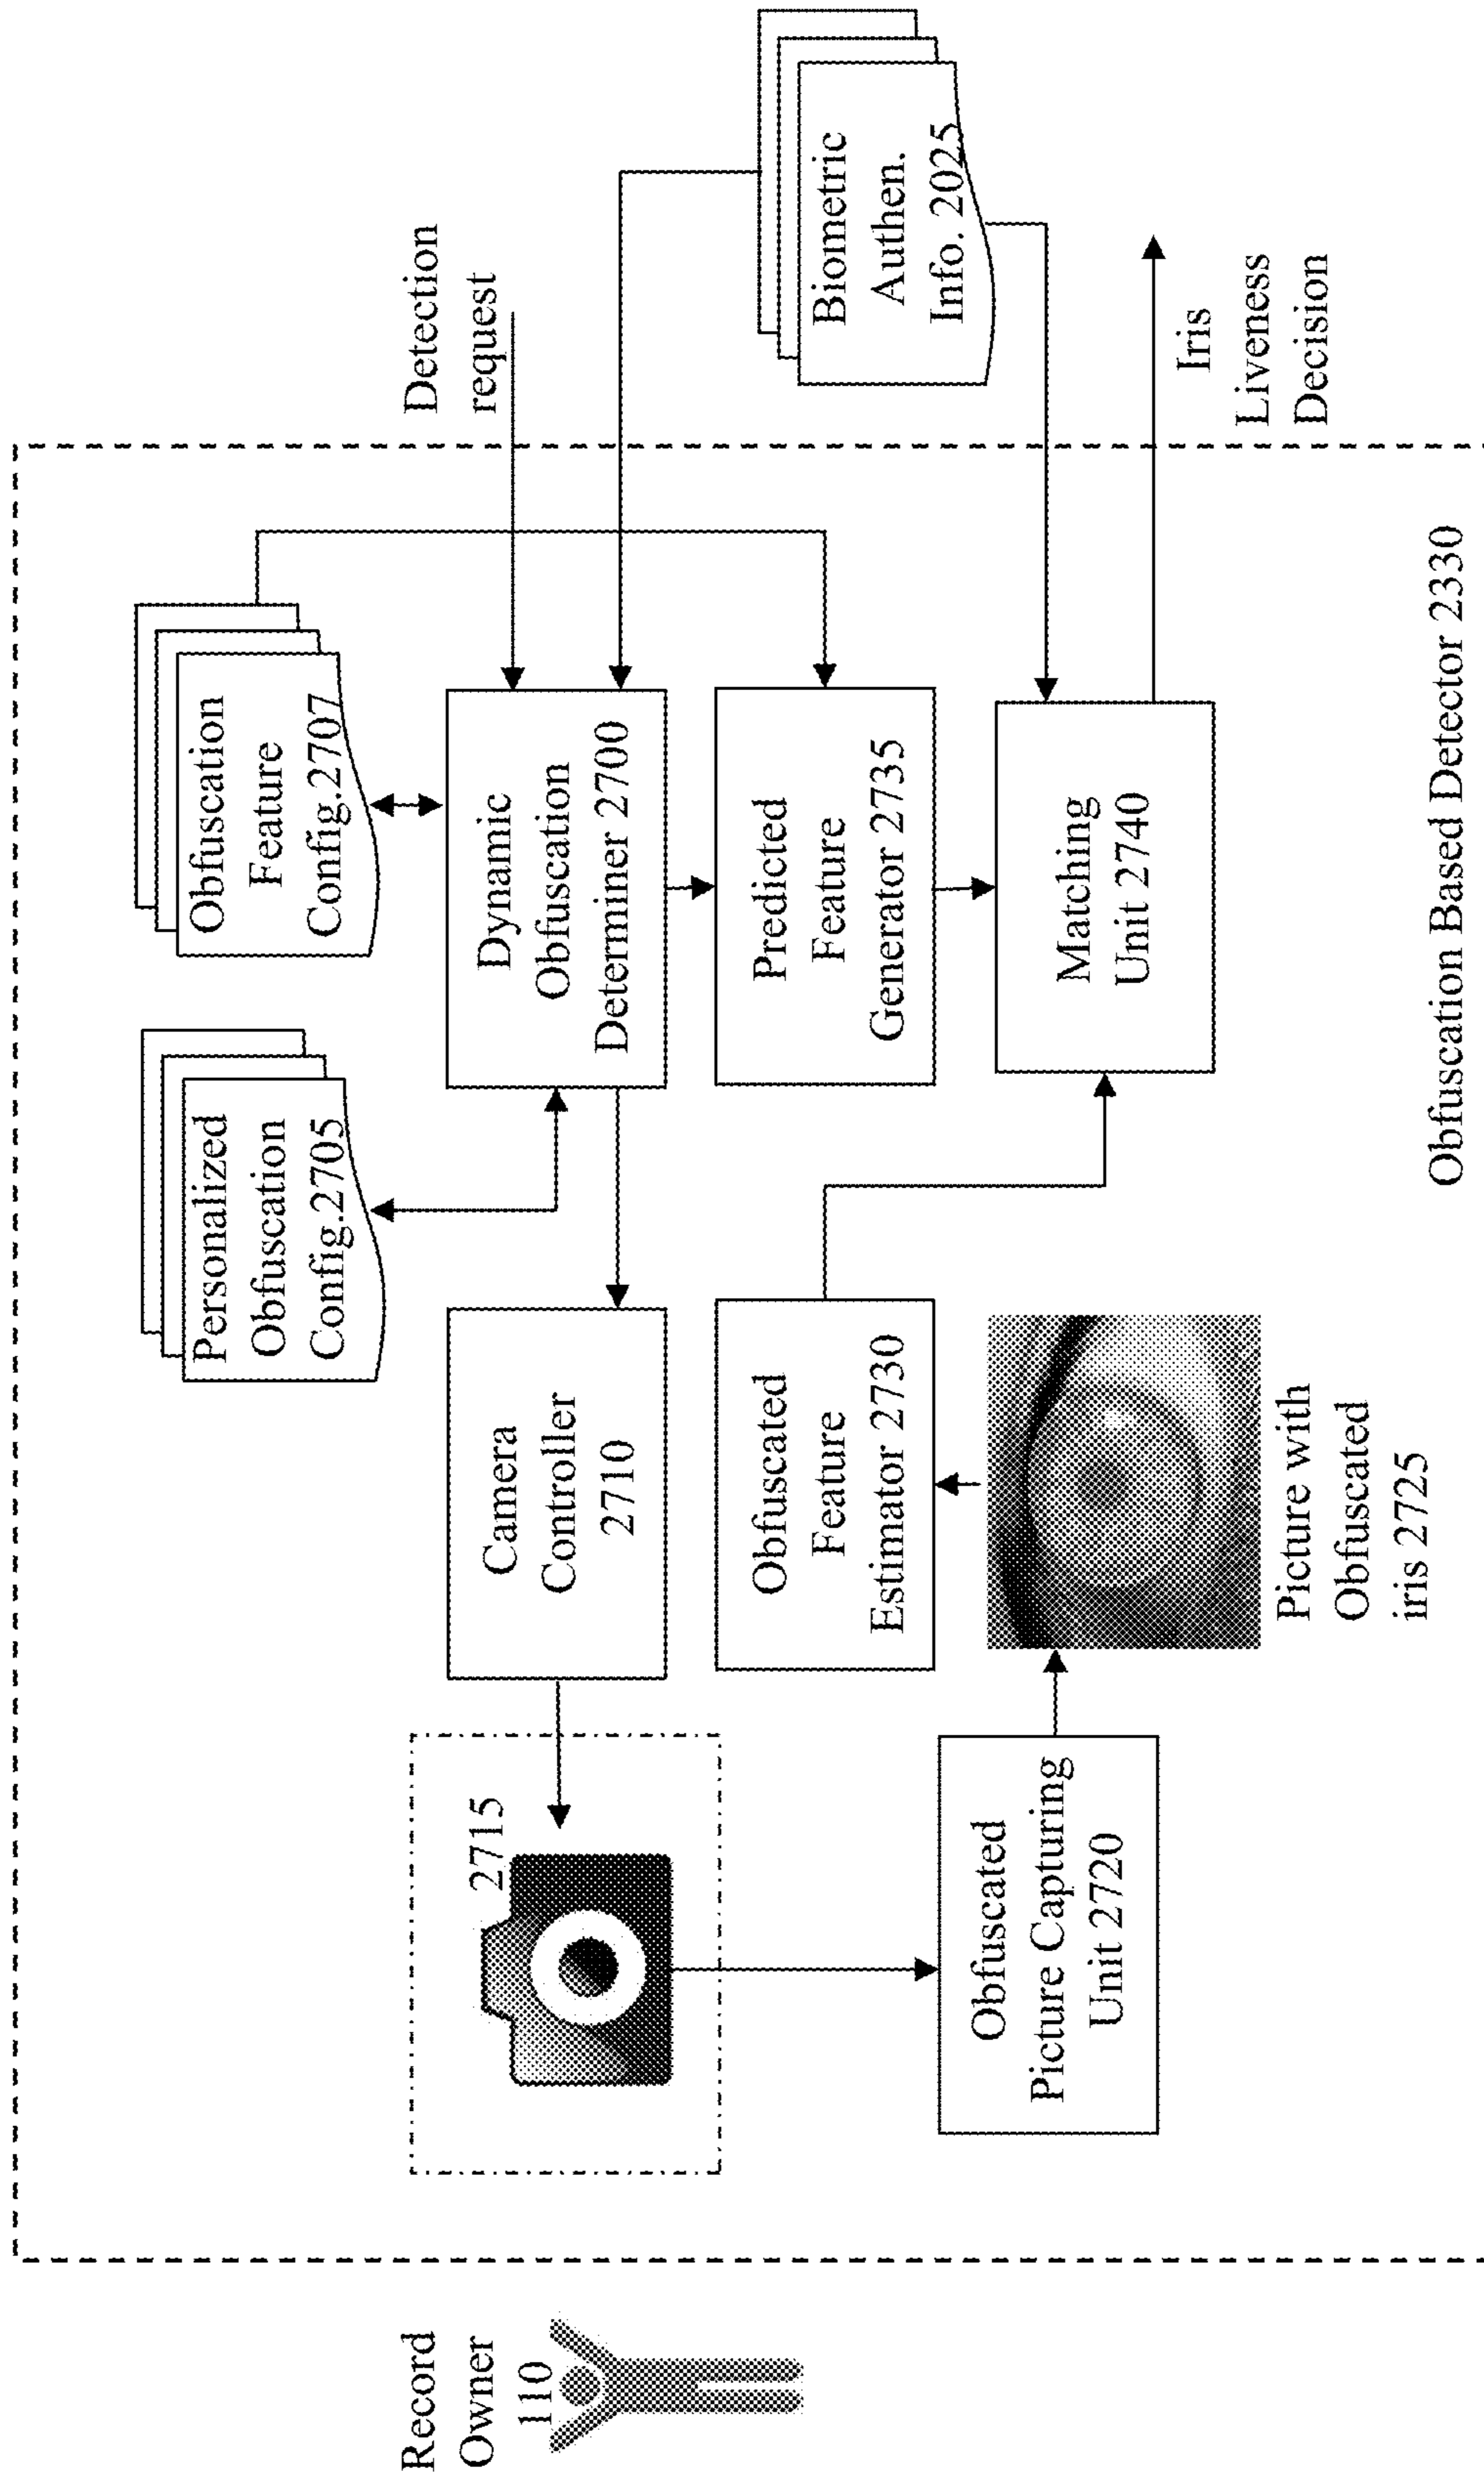 Record
Owner
110
2715
Camera
Controller
2710
Personalized
Obfuscation
Config.2705
Obfuscation
Feature
Config.2707
Dynamic
Obfuscation
Determiner 2700
Detection
request
Obfuscated
Picture Capturing
Unit 2720
Obfuscated
Feature
Estimator 2730
Picture with
Obfuscated
iris 2725
Predicted
Feature
Generator 2735
Matching
Unit 2740
Biometric
Authen.
Info. 2025
Iris
Liveness
Decision
Obfuscation Based Detector 2330